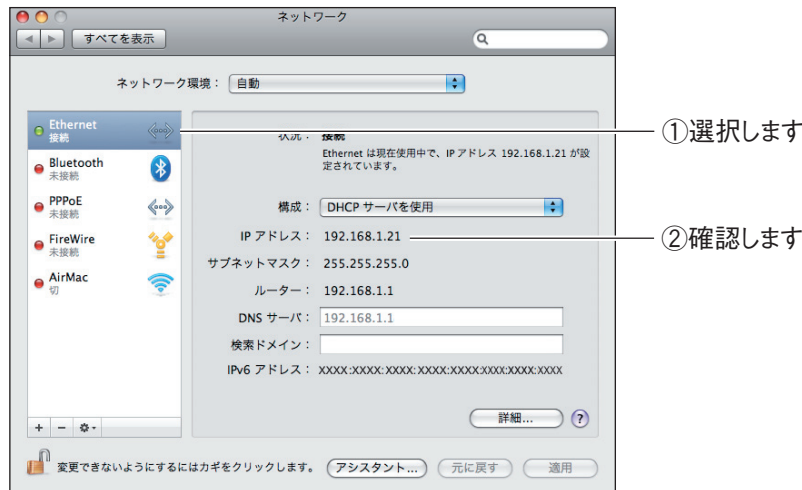 ネットワーク
すべてを表示
ネットワーク環境： 自動
Ethernet
接続
Bluetooth
未接続
PPPoE
未接続
FireWire
未接続
AirMac
切
状況： 接続
Ethernet は現在使用中で、IP アドレス 192.168.1.21 が設
定されています。
構成： DHCP サーバを使用
IP アドレス： 192.168.1.21
サブネットマスク： 255.255.255.0
ルーター： 192.168.1.1
DNS サーバ： 192.168.1.1
検索ドメイン：
IPv6 アドレス： XXXX:XXXX:XXXX:XXXX:XXXX:XXXX:XXXX:XXXX
詳細... ?
+ −
変更できないようにするにはカギをクリックします。 アシスタント... 元に戻す 適用
①選択します
②確認します